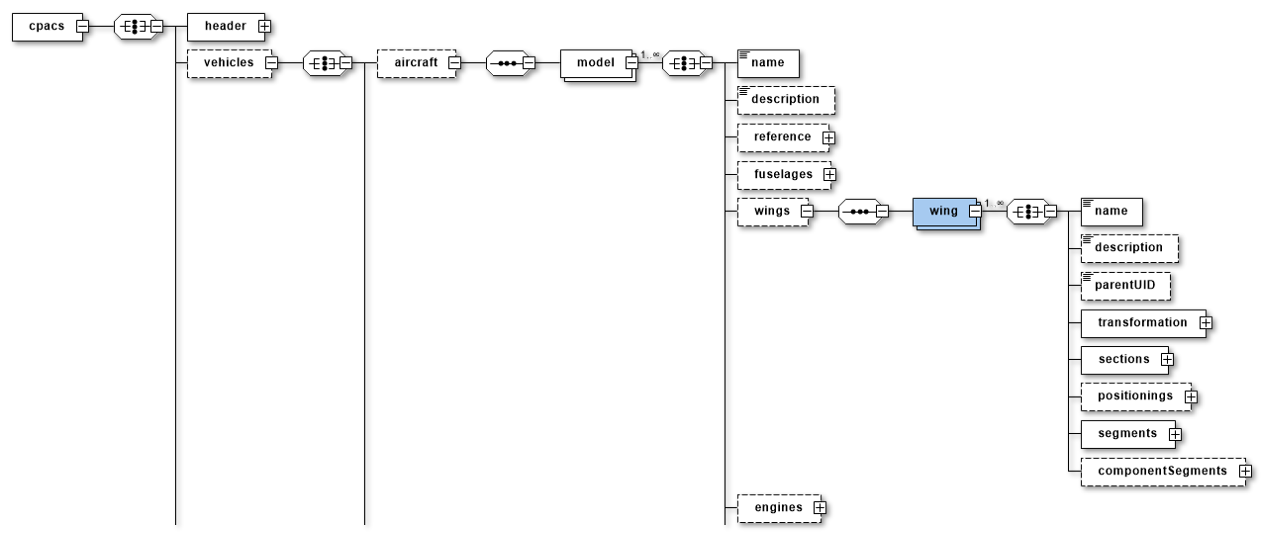 cpacs
header
vehicles
aircraft
model
1..∞
name
description
reference
fuselages
wings
wing
1..∞
name
description
parentUID
transformation
sections
positionings
segments
componentSegments
engines